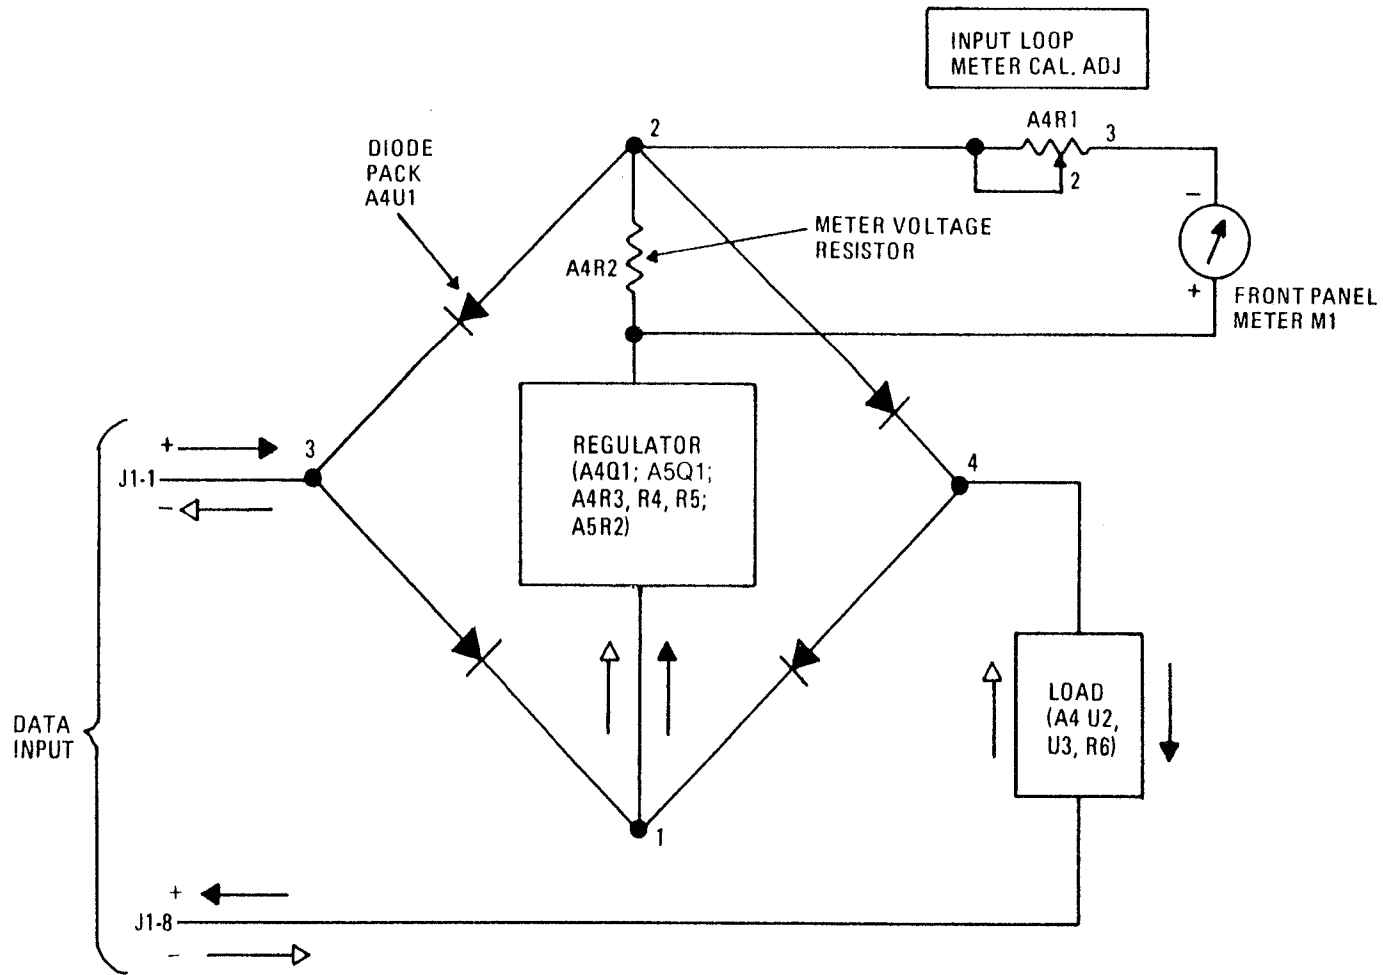 INPUT LOOP
METER CAL. ADJ
A4R1
3
2
2
DIODE
PACK
A4U1
METER VOLTAGE
RESISTOR
A4R2
−
+
FRONT PANEL
METER M1
REGULATOR
(A4Q1; A5Q1;
A4R3, R4, R5;
A5R2)
+
J1-1
−
3
4
LOAD
(A4 U2,
U3, R6)
DATA
INPUT
1
+
J1-8
−